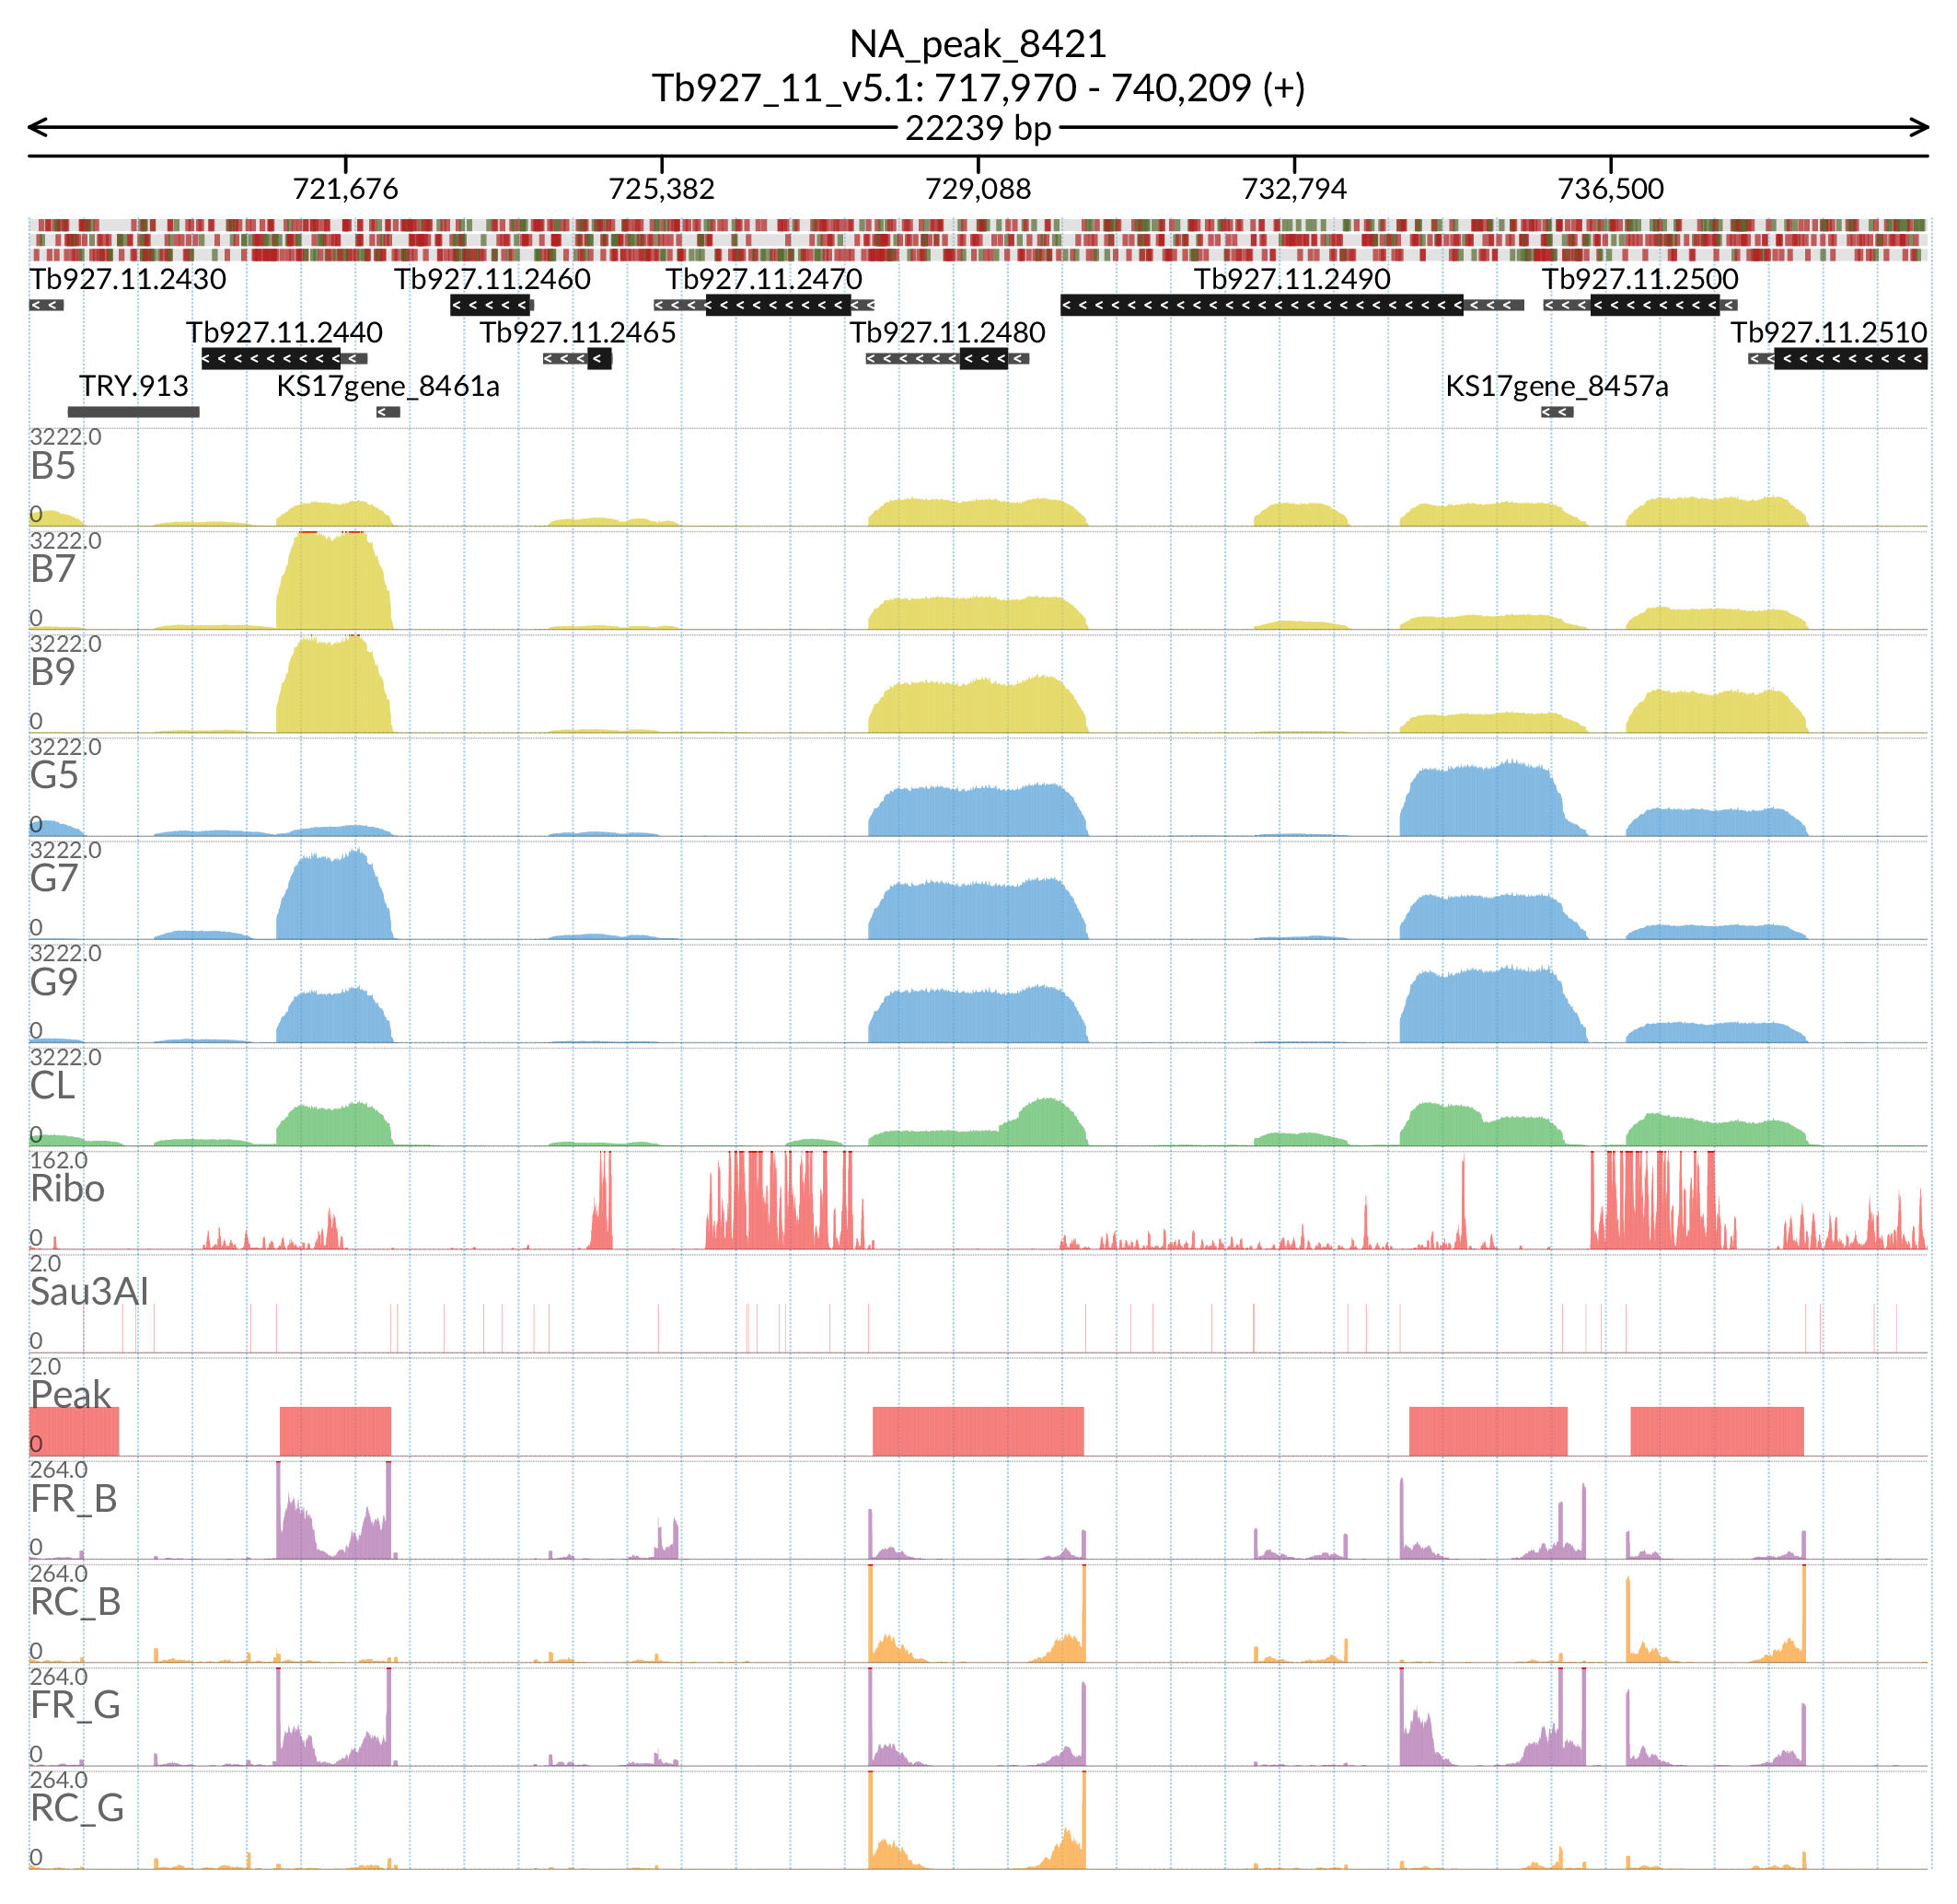 NA_peak_8421
Tb927_11_v5.1: 717,970 - 740,209 (+)
22239 bp
721,676 725,382 729,088 732,794 736,500
Tb927.11.2430 Tb927.11.2460 Tb927.11.2470 Tb927.11.2490 Tb927.11.2500
Tb927.11.2440 Tb927.11.2465 Tb927.11.2480 Tb927.11.2510
TRY.913 KS17gene_8461a KS17gene_8457a
3222.0
B5
0
3222.0
B7
0
3222.0
B9
0
3222.0
G5
0
3222.0
G7
0
3222.0
G9
0
3222.0
CL
0
162.0
Ribo
0
2.0
Sau3AI
0
2.0
Peak
0
264.0
FR_B
0
264.0
RC_B
0
264.0
FR_G
0
264.0
RC_G
0